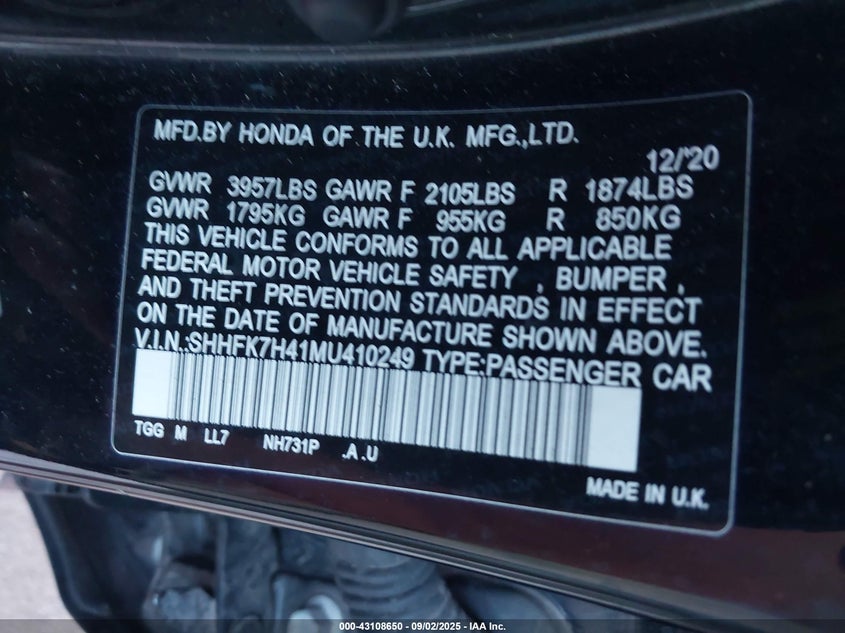 MFD.BY HONDA OF THE U.K. MFG.,LTD.
12/'20
GVWR 3957LBS GAWR F 2105LBS R 1874LBS
GVWR 1795KG GAWR F 955KG R 850KG
THIS VEHICLE CONFORMS TO ALL APPLICABLE
FEDERAL MOTOR VEHICLE SAFETY , BUMPER ,
AND THEFT PREVENTION STANDARDS IN EFFECT
ON THE DATE OF MANUFACTURE SHOWN ABOVE.
V.I.N.:SHHFK7H41MU410249 TYPE:PASSENGER CAR
TGG M LL7 NH731P .A .U
MADE IN U.K.
000-43108650 - 09/02/2025 - IAA Inc.